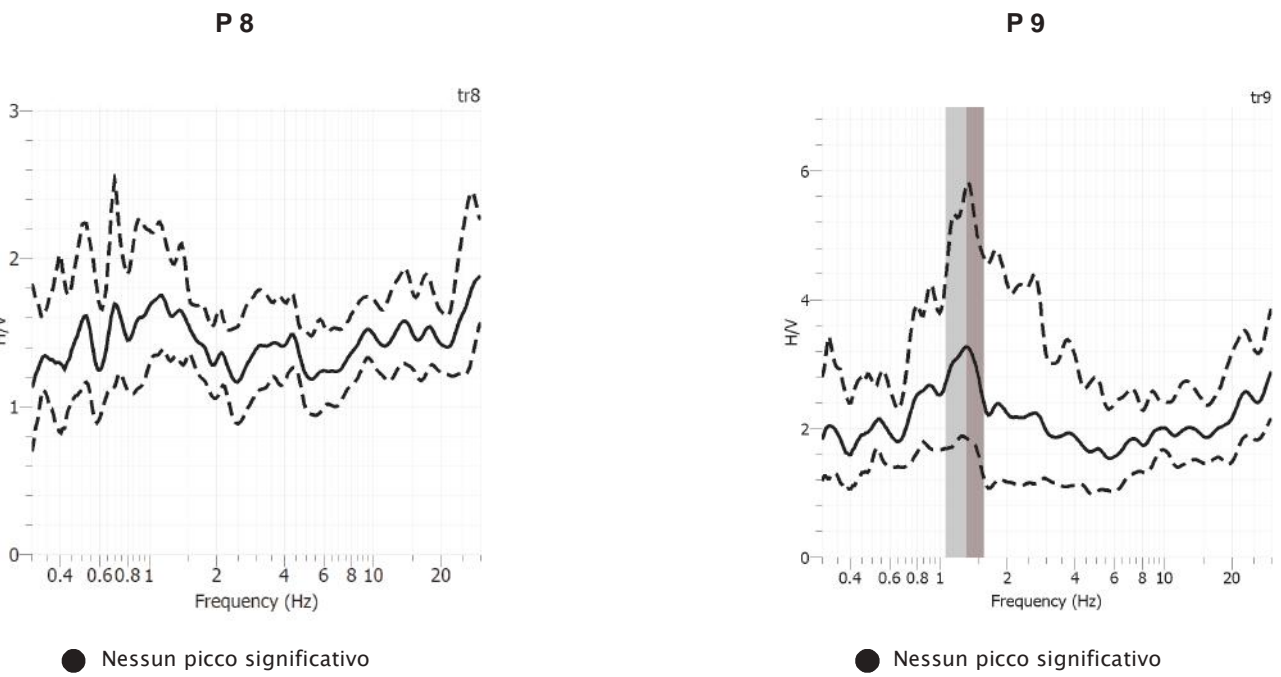 P 8
P 9
tr8
3
2
1
0
H/V
0.4 0.6 0.8 1 2 4 6 8 10 20
Frequency (Hz)
Nessun picco significativo
tr9
6
4
2
0
H/V
0.4 0.6 0.8 1 2 4 6 8 10 20
Frequency (Hz)
Nessun picco significativo